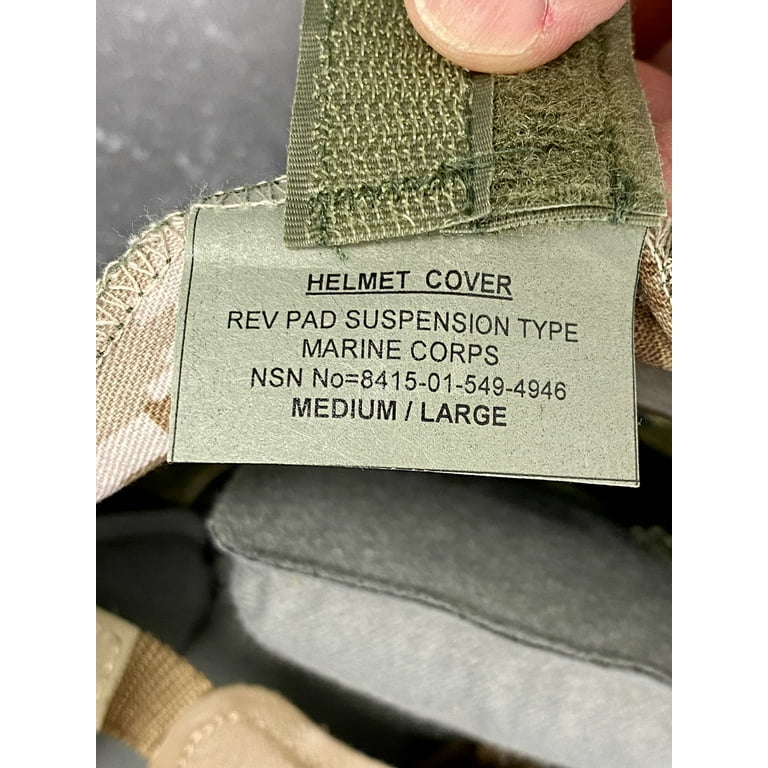 HELMET COVER
REV PAD SUSPENSION TYPE
MARINE CORPS
NSN No=8415-01-549-4946
MEDIUM / LARGE